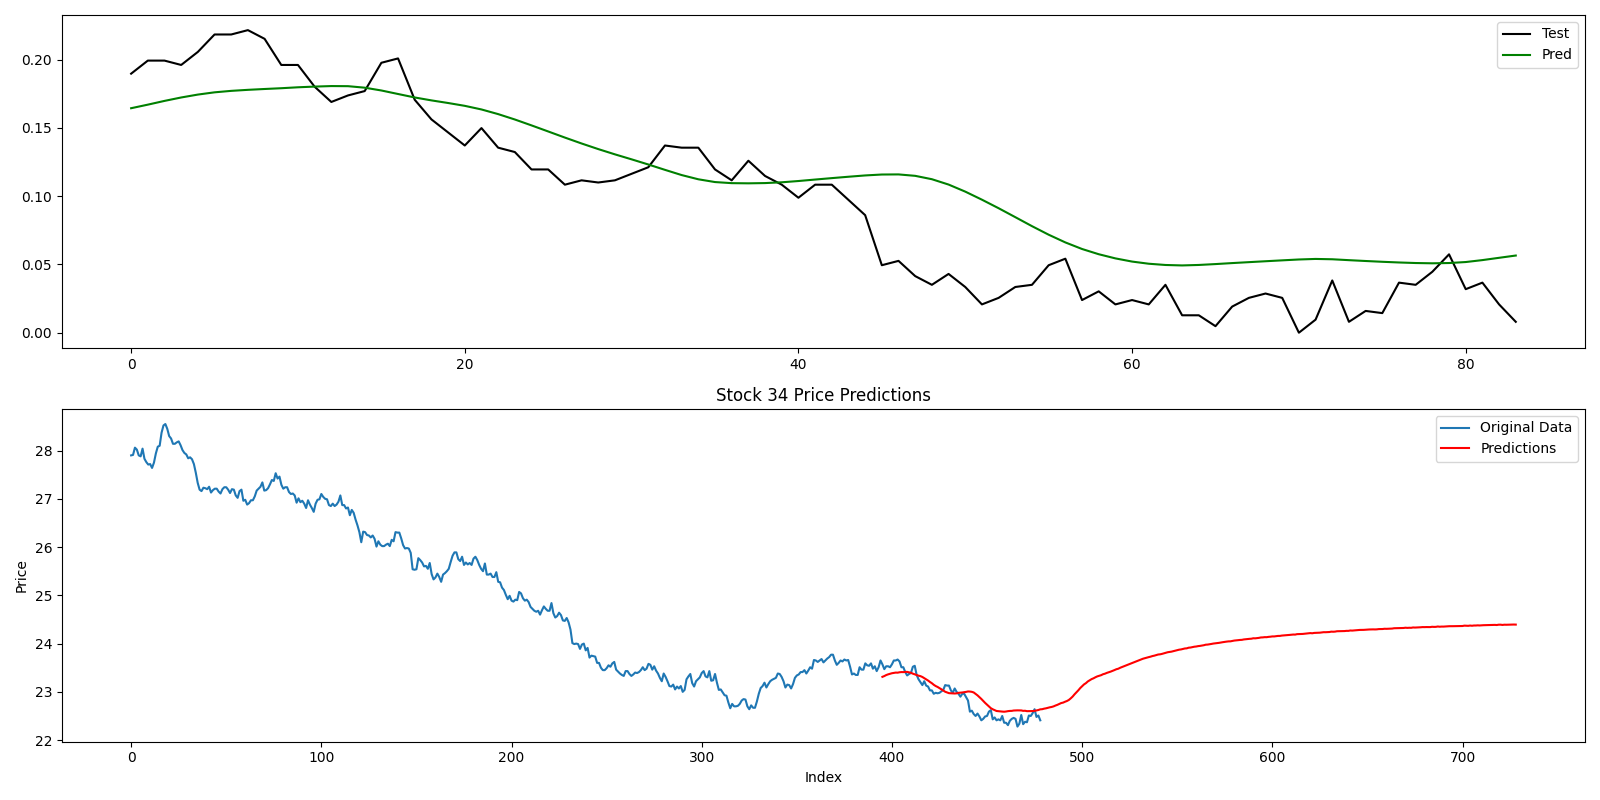 0.20
0.15
0.10
0.05
0.00
0 20 40 60 80
Test
Pred
Stock 34 Price Predictions
28
27
26
25
24
23
22
Price
0 100 200 300 400 500 600 700
Index
Original Data
Predictions